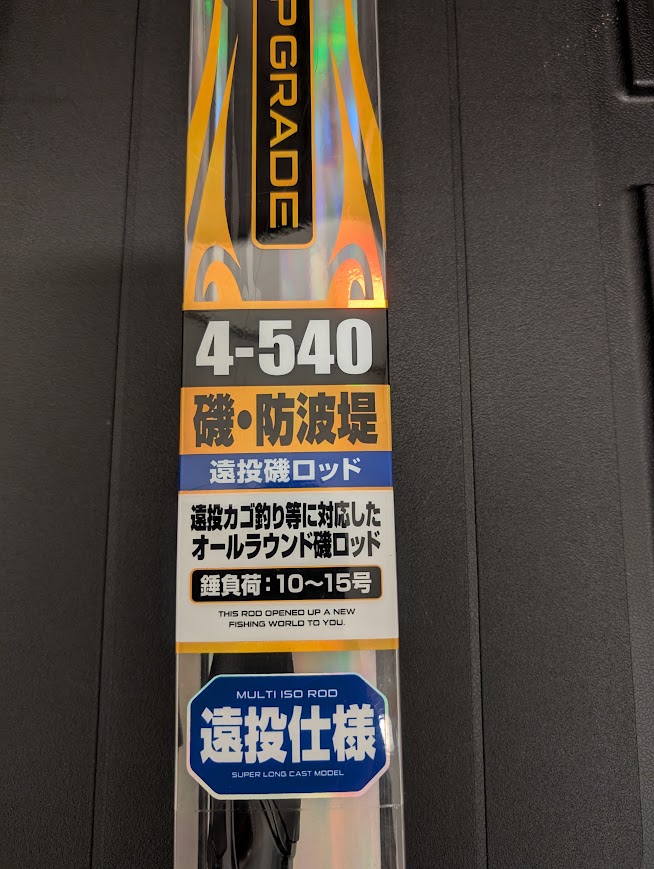 P GRADE
4-540
磯・防波堤
遠投磯ロッド
遠投カゴ釣り等に対応した
オールラウンド磯ロッド
錘負荷：10～15号
THIS ROD OPENED UP A NEW
FISHING WORLD TO YOU.
MULTI ISO ROD
遠投仕様
SUPER LONG CAST MODEL